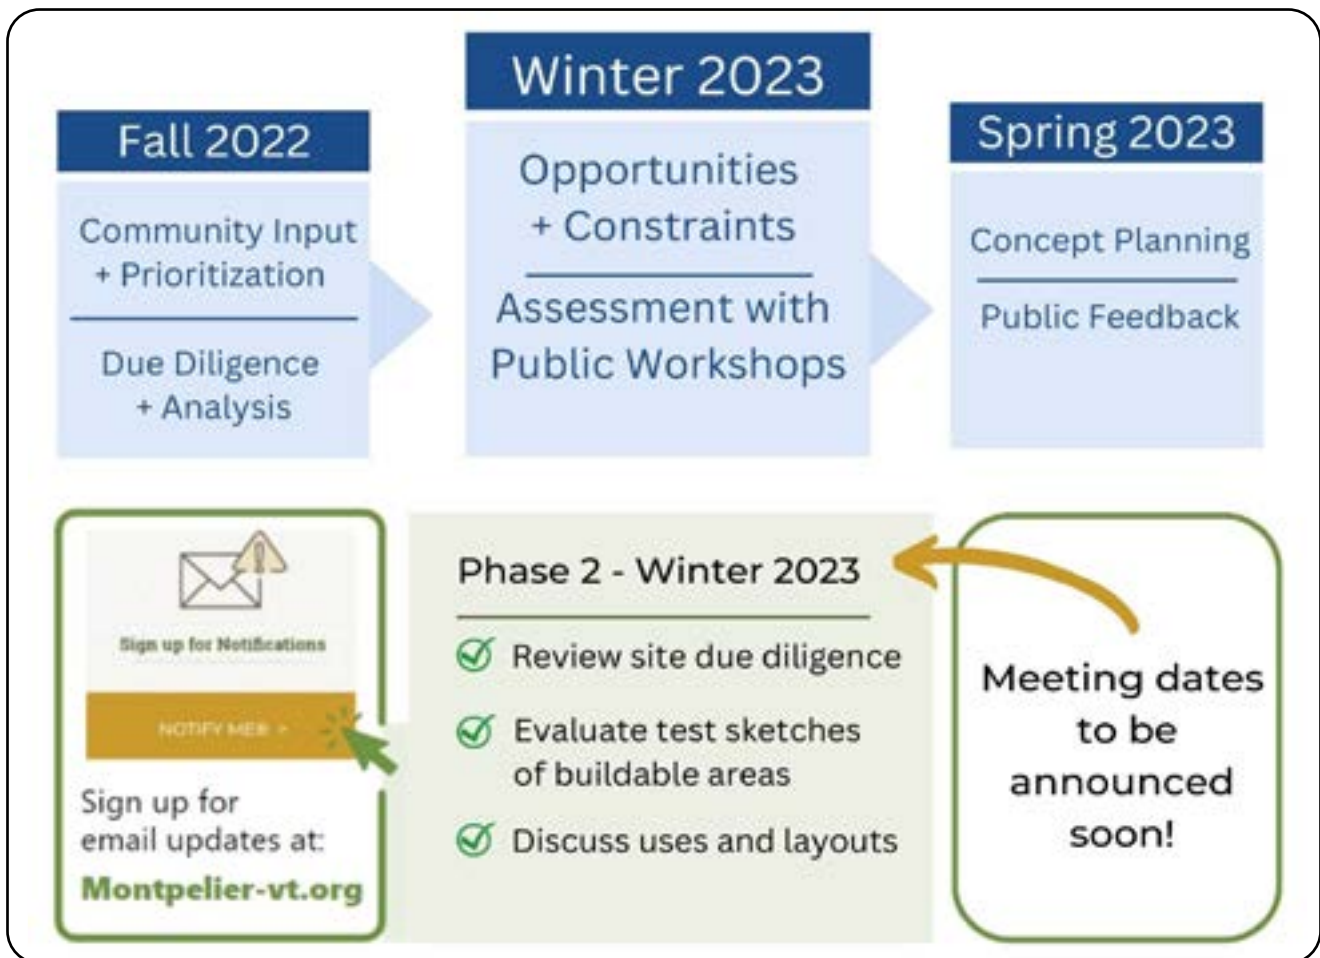 Fall 2022
Community Input
+ Prioritization
Due Diligence
+ Analysis
Winter 2023
Opportunities
+ Constraints
Assessment with
Public Workshops
Spring 2023
Concept Planning
Public Feedback
Sign up for Notifications
NOTIFY ME® >
Sign up for
email updates at:
Montpelier-vt.org
Phase 2 - Winter 2023
Review site due diligence
Evaluate test sketches
of buildable areas
Discuss uses and layouts
Meeting dates
to be
announced
soon!